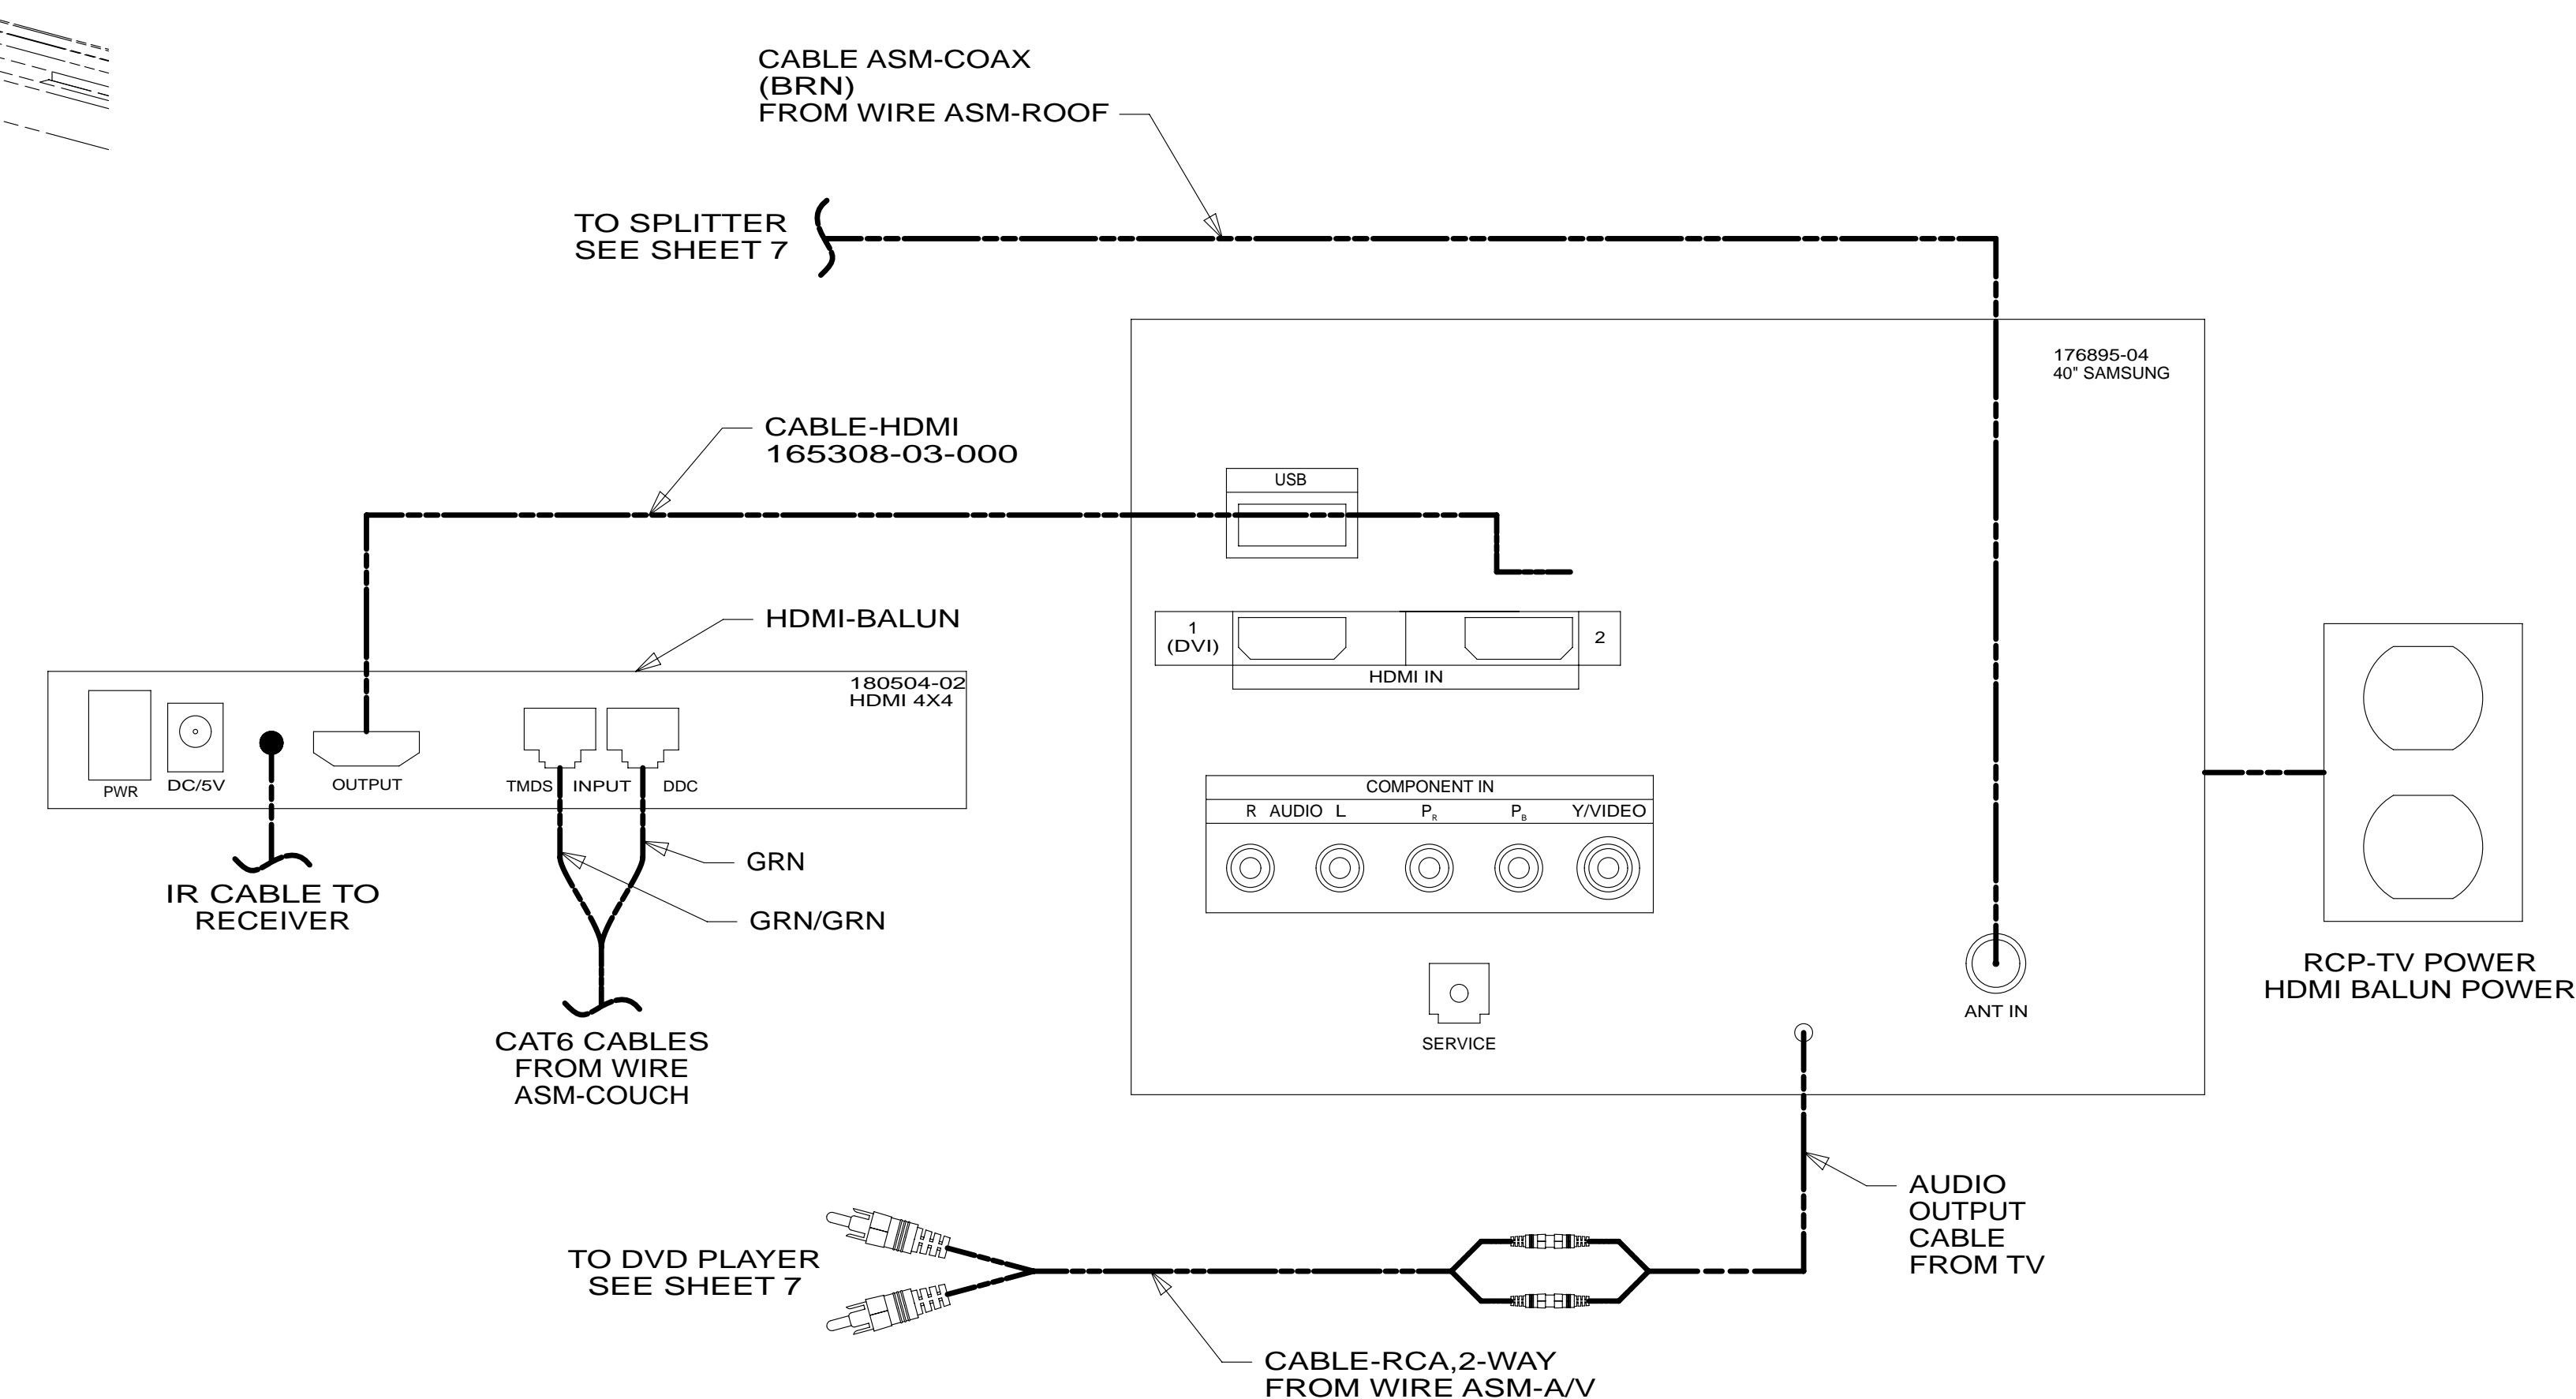 CABLE ASM-COAX
(BRN)
FROM WIRE ASM-ROOF
TO SPLITTER
SEE SHEET 7
176895-04
40" SAMSUNG
CABLE-HDMI
165308-03-000
USB
HDMI-BALUN
1
(DVI)
2
HDMI IN
180504-02
HDMI 4X4
PWR
DC/5V
OUTPUT
TMDS
INPUT
DDC
COMPONENT IN
R AUDIO L
PR
PB
Y/VIDEO
GRN
GRN/GRN
IR CABLE TO
RECEIVER
RCP-TV POWER
HDMI BALUN POWER
ANT IN
SERVICE
CAT6 CABLES
FROM WIRE
ASM-COUCH
AUDIO
OUTPUT
CABLE
FROM TV
TO DVD PLAYER
SEE SHEET 7
CABLE-RCA,2-WAY
FROM WIRE ASM-A/V